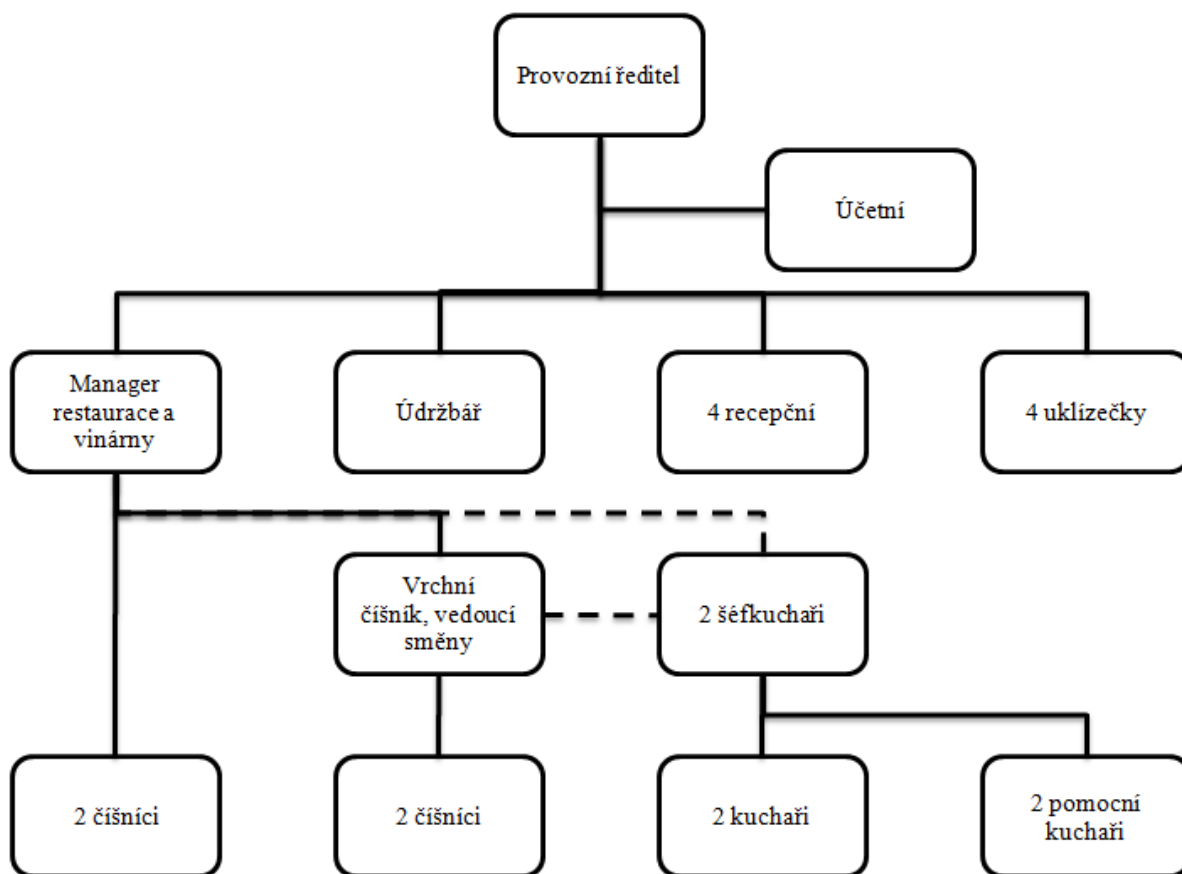 Provozní ředitel
Účetní
Manager
restaurace a
vinárny
Údržbář
4 recepční
4 uklízečky
Vrchní
číšník, vedoucí
směny
2 šéfkuchaři
2 číšníci
2 číšníci
2 kuchaři
2 pomocní
kuchaři